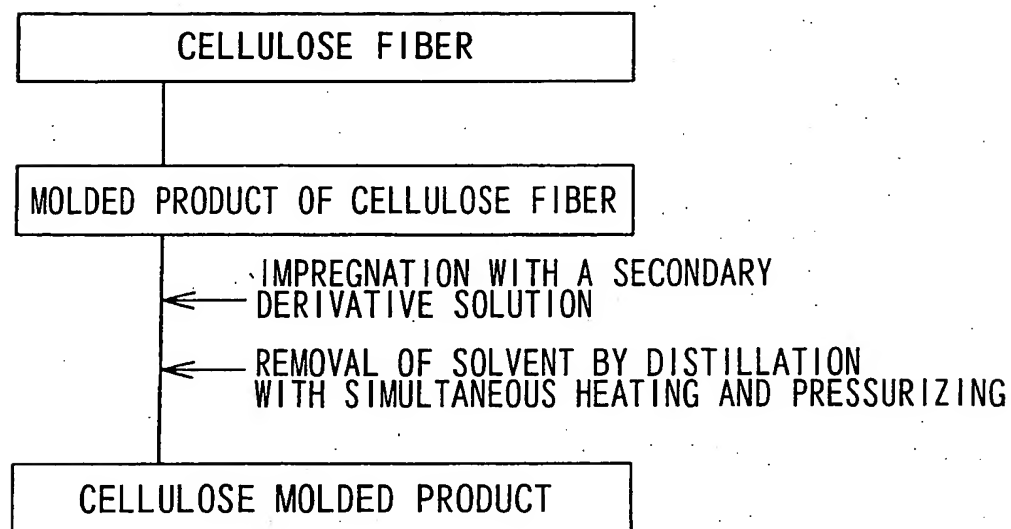 CELLULOSE FIBER
MOLDED PRODUCT OF CELLULOSE FIBER
IMPREGNATION WITH A SECONDARY
DERIVATIVE SOLUTION
REMOVAL OF SOLVENT BY DISTILLATION
WITH SIMULTANEOUS HEATING AND PRESSURIZING
CELLULOSE MOLDED PRODUCT